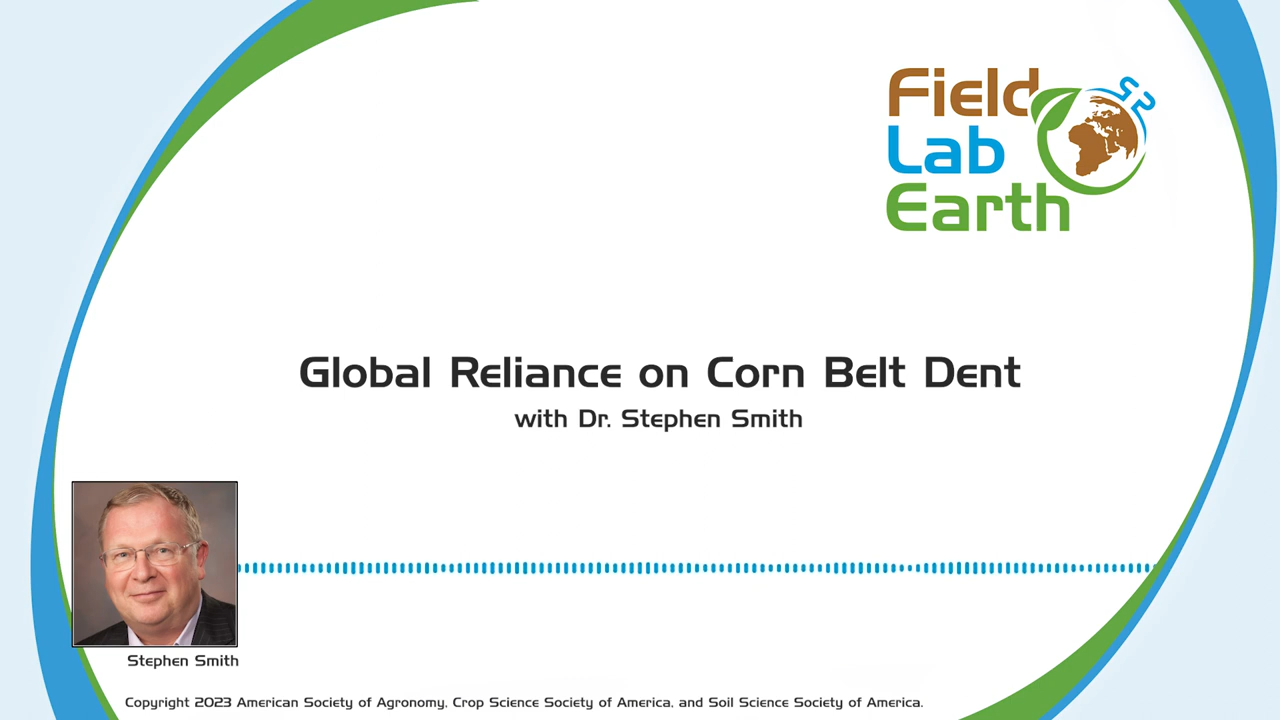 Field
Lab
Earth
Global Reliance on Corn Belt Dent
with Dr. Stephen Smith
Stephen Smith
Copyright 2023 American Society of Agronomy, Crop Science Society of America, and Soil Science Society of America.